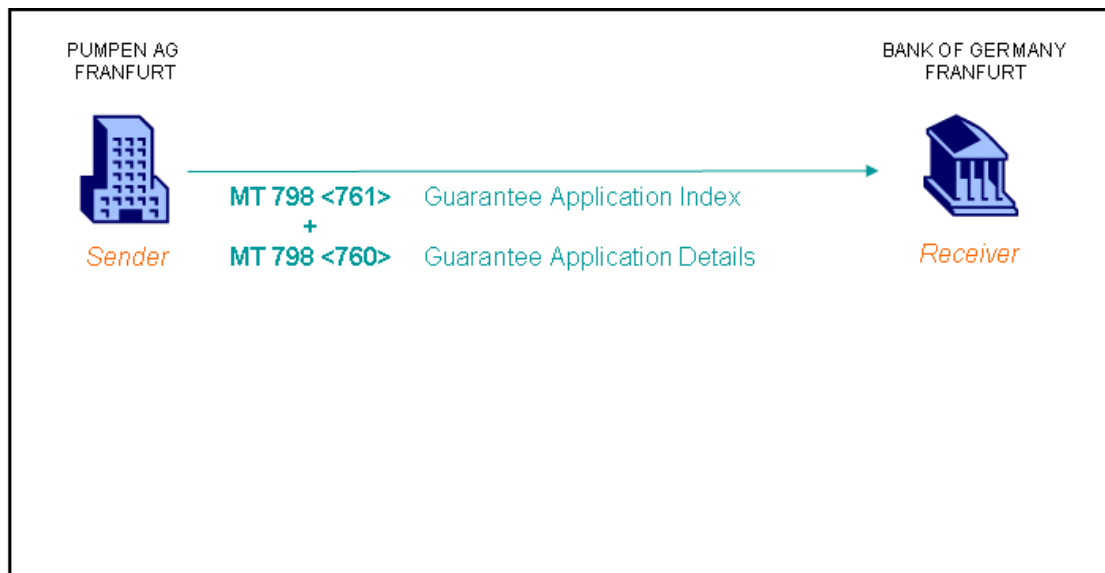 PUMPEN AG
FRANFURT
BANK OF GERMANY
FRANFURT
MT 798 <761> Guarantee Application Index
+
MT 798 <760> Guarantee Application Details
Sender
Receiver